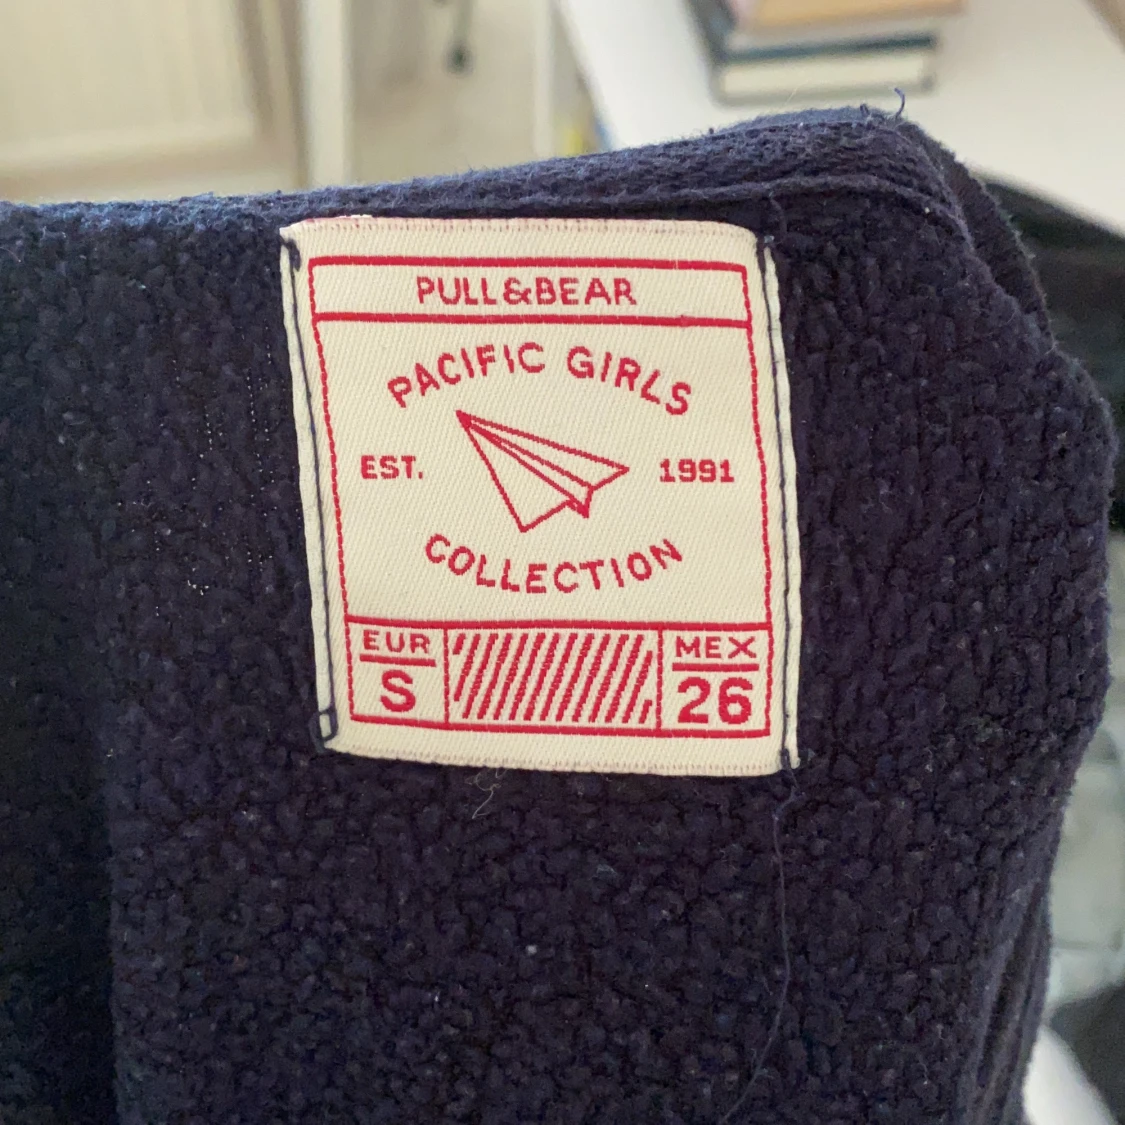 PULL&BEAR
PACIFIC GIRLS
EST. 1991
COLLECTION
EUR MEX
S 26